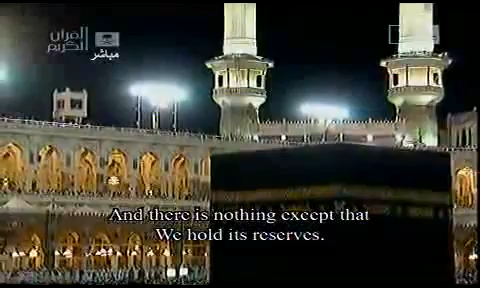 القرآن
الكريم
مباشر
And there is nothing except that
We hold its reserves.